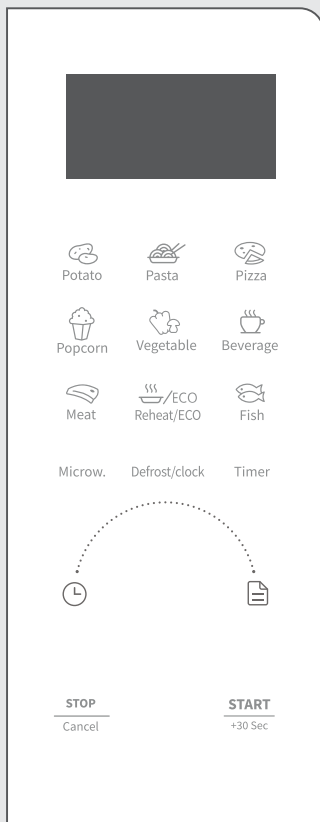 Potato Pasta Pizza
Popcorn Vegetable Beverage
/ECO
Meat Reheat/ECO Fish
Microw. Defrost/clock Timer
STOP START
Cancel +30 Sec